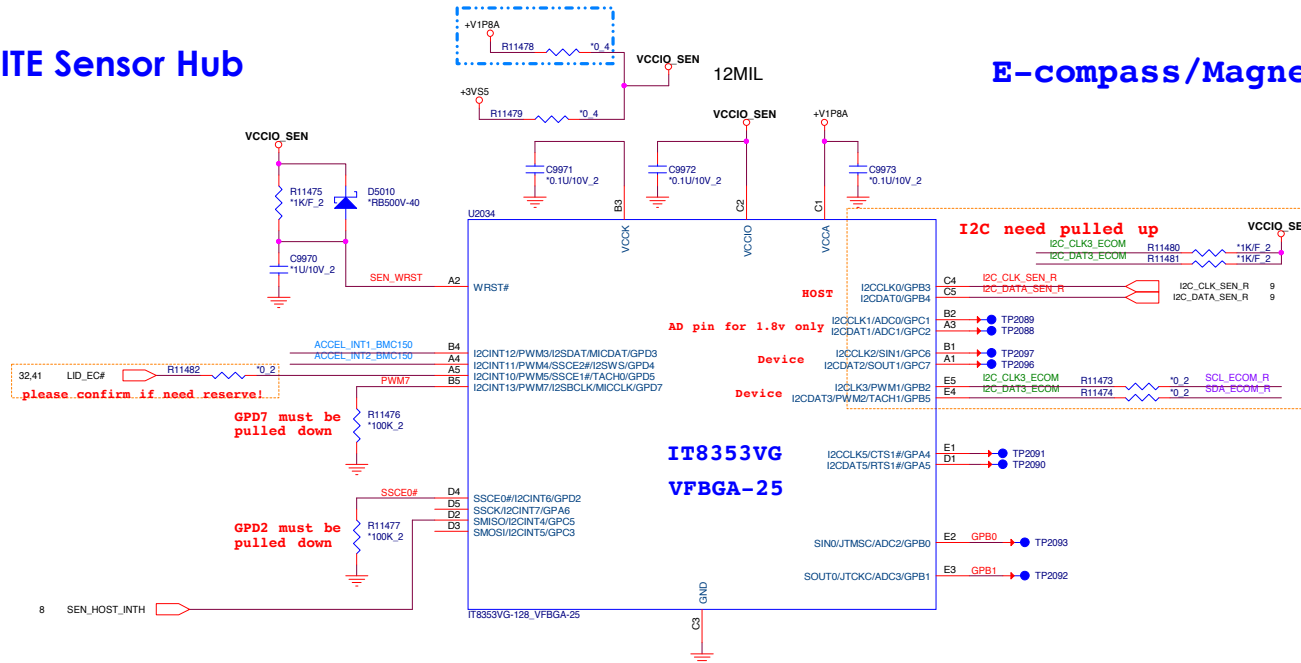 ITE Sensor Hub
+V1P8A
R11478
*0_4
VCCIO_SEN
12MIL
E-compass/Magne
+3VS5
R11479
*0_4
VCCIO_SEN
+V1P8A
VCCIO_SEN
C9971
*0.1U/10V_2
C9972
*0.1U/10V_2
C9973
*0.1U/10V_2
R11475
*1K/F_2
D5010
*RB500V-40
B3
C2
C1
U2034
VCCK
VCCIO
VCCA
I2C need pulled up
I2C_CLK3_ECOM
R11480
*1K/F_2
I2C_DAT3_ECOM
R11481
*1K/F_2
C9970
*1U/10V_2
SEN_WRST
A2
WRST#
HOST
I2CCLK0/GPB3
C4
I2C_CLK_SEN_R
I2C_CLK_SEN_R
9
I2CDAT0/GPB4
C5
I2C_DATA_SEN_R
I2C_DATA_SEN_R
9
AD pin for 1.8v only
I2CCLK1/ADC0/GPC1
B2
TP2089
I2CDAT1/ADC1/GPC2
A3
TP2088
ACCEL_INT1_BMC150
B4
I2CINT12/PWM3/I2SDAT/MICDAT/GPD3
ACCEL_INT2_BMC150
A4
I2CINT11/PWM4/SSCE2#/I2SWS/GPD4
Device
I2CCLK2/SIN1/GPC6
B1
TP2097
I2CDAT2/SOUT1/GPC7
A1
TP2096
32,41
LID_EC#
R11482
*0_2
A5
I2CINT10/PWM5/SSCE1#/TACH0/GPD5
please confirm if need reserve!
PWM7
B5
I2CINT13/PWM7/I2SBCLK/MICCLK/GPD7
Device
I2CLK3/PWM1/GPB2
E5
I2C_CLK3_ECOM
R11473
*0_2
SCL_ECOM_R
I2CDAT3/PWM2/TACH1/GPB5
E4
I2C_DAT3_ECOM
R11474
*0_2
SDA_ECOM_R
GPD7 must be
pulled down
R11476
*100K_2
IT8353VG
VFBGA-25
I2CCLK5/CTS1#/GPA4
E1
TP2091
I2CDAT5/RTS1#/GPA5
D1
TP2090
SSCE0#
D4
SSCE0#/I2CINT6/GPD2
D5
SSCK/I2CINT7/GPA6
D2
SMISO/I2CINT4/GPC5
D3
SMOSI/I2CINT5/GPC3
GPD2 must be
pulled down
R11477
*100K_2
SIN0/JTMSC/ADC2/GPB0
E2
GPB0
TP2093
SOUT0/JTCKC/ADC3/GPB1
E3
GPB1
TP2092
8
SEN_HOST_INTH
GND
IT8353VG-128_VFBGA-25
C3